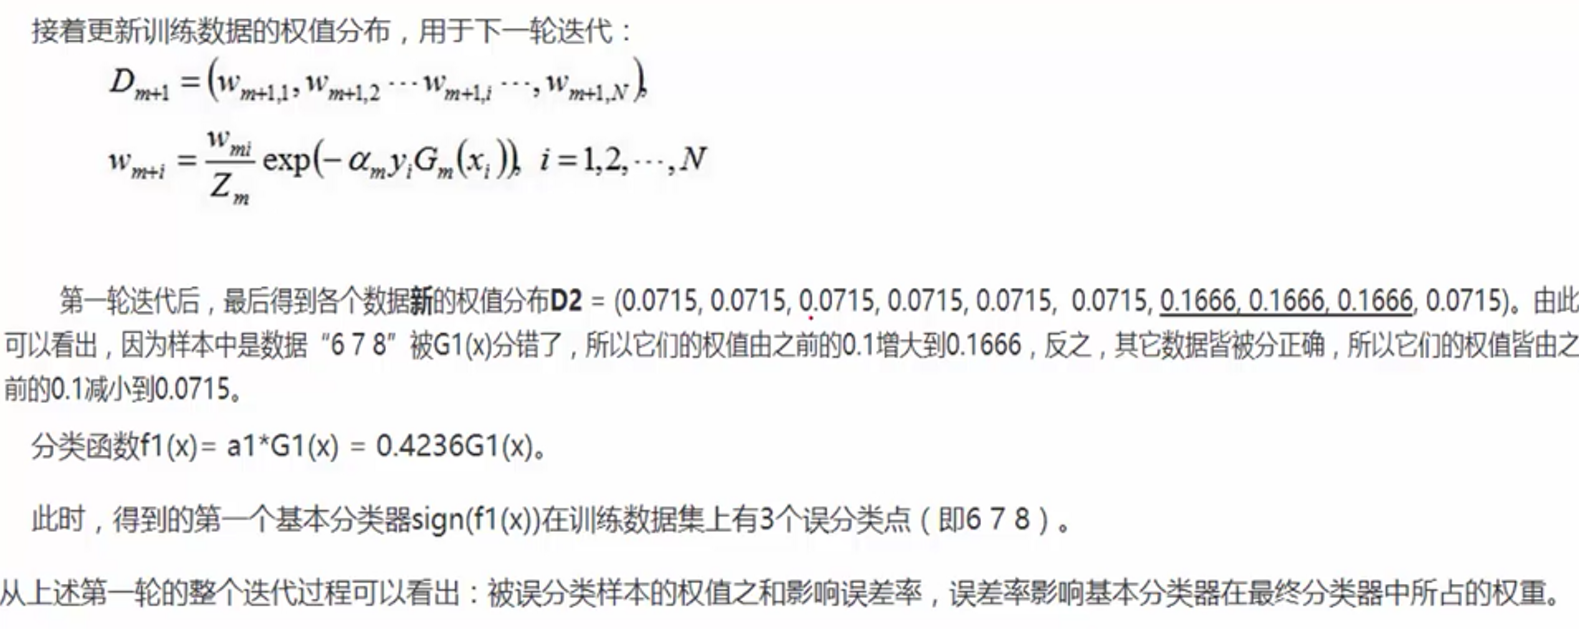 接着更新训练数据的权值分布，用于下一轮迭代：
D_{m+1} = (w_{m+1,1}, w_{m+1,2} ⋯ w_{m+1,i} ⋯, w_{m+1,N}),
w_{m+i} = \frac{w_{mi}}{Z_m} exp(-α_m y_i G_m(x_i)), i = 1,2,⋯,N
第一轮迭代后，最后得到各个数据新的权值分布D2 = (0.0715, 0.0715, 0.0715, 0.0715, 0.0715, 0.0715, 0.1666, 0.1666, 0.1666, 0.0715)。由此
可以看出，因为样本中是数据“6 7 8”被G1(x)分错了，所以它们的权值由之前的0.1增大到0.1666，反之，其它数据皆被分正确，所以它们的权值皆由之
前的0.1减小到0.0715。
分类函数f1(x)= a1*G1(x) = 0.4236G1(x)。
此时，得到的第一个基本分类器sign(f1(x))在训练数据集上有3个误分类点（即6 7 8）。
从上述第一轮的整个迭代过程可以看出：被误分类样本的权值之和影响误差率，误差率影响基本分类器在最终分类器中所占的权重。